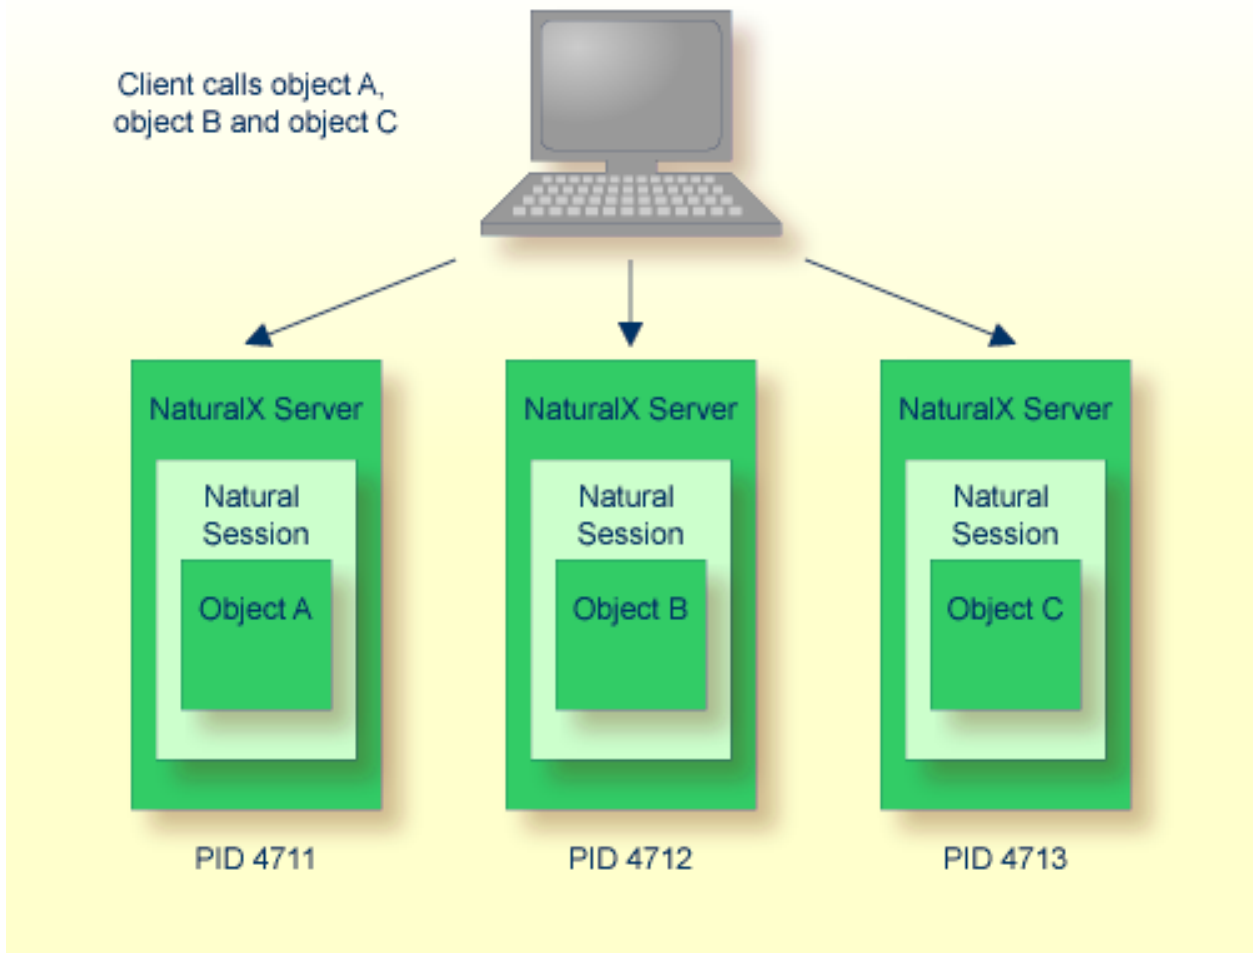 Client calls object A,
object B and object C
NaturalX Server
Natural
Session
Object A
PID 4711
NaturalX Server
Natural
Session
Object B
PID 4712
NaturalX Server
Natural
Session
Object C
PID 4713